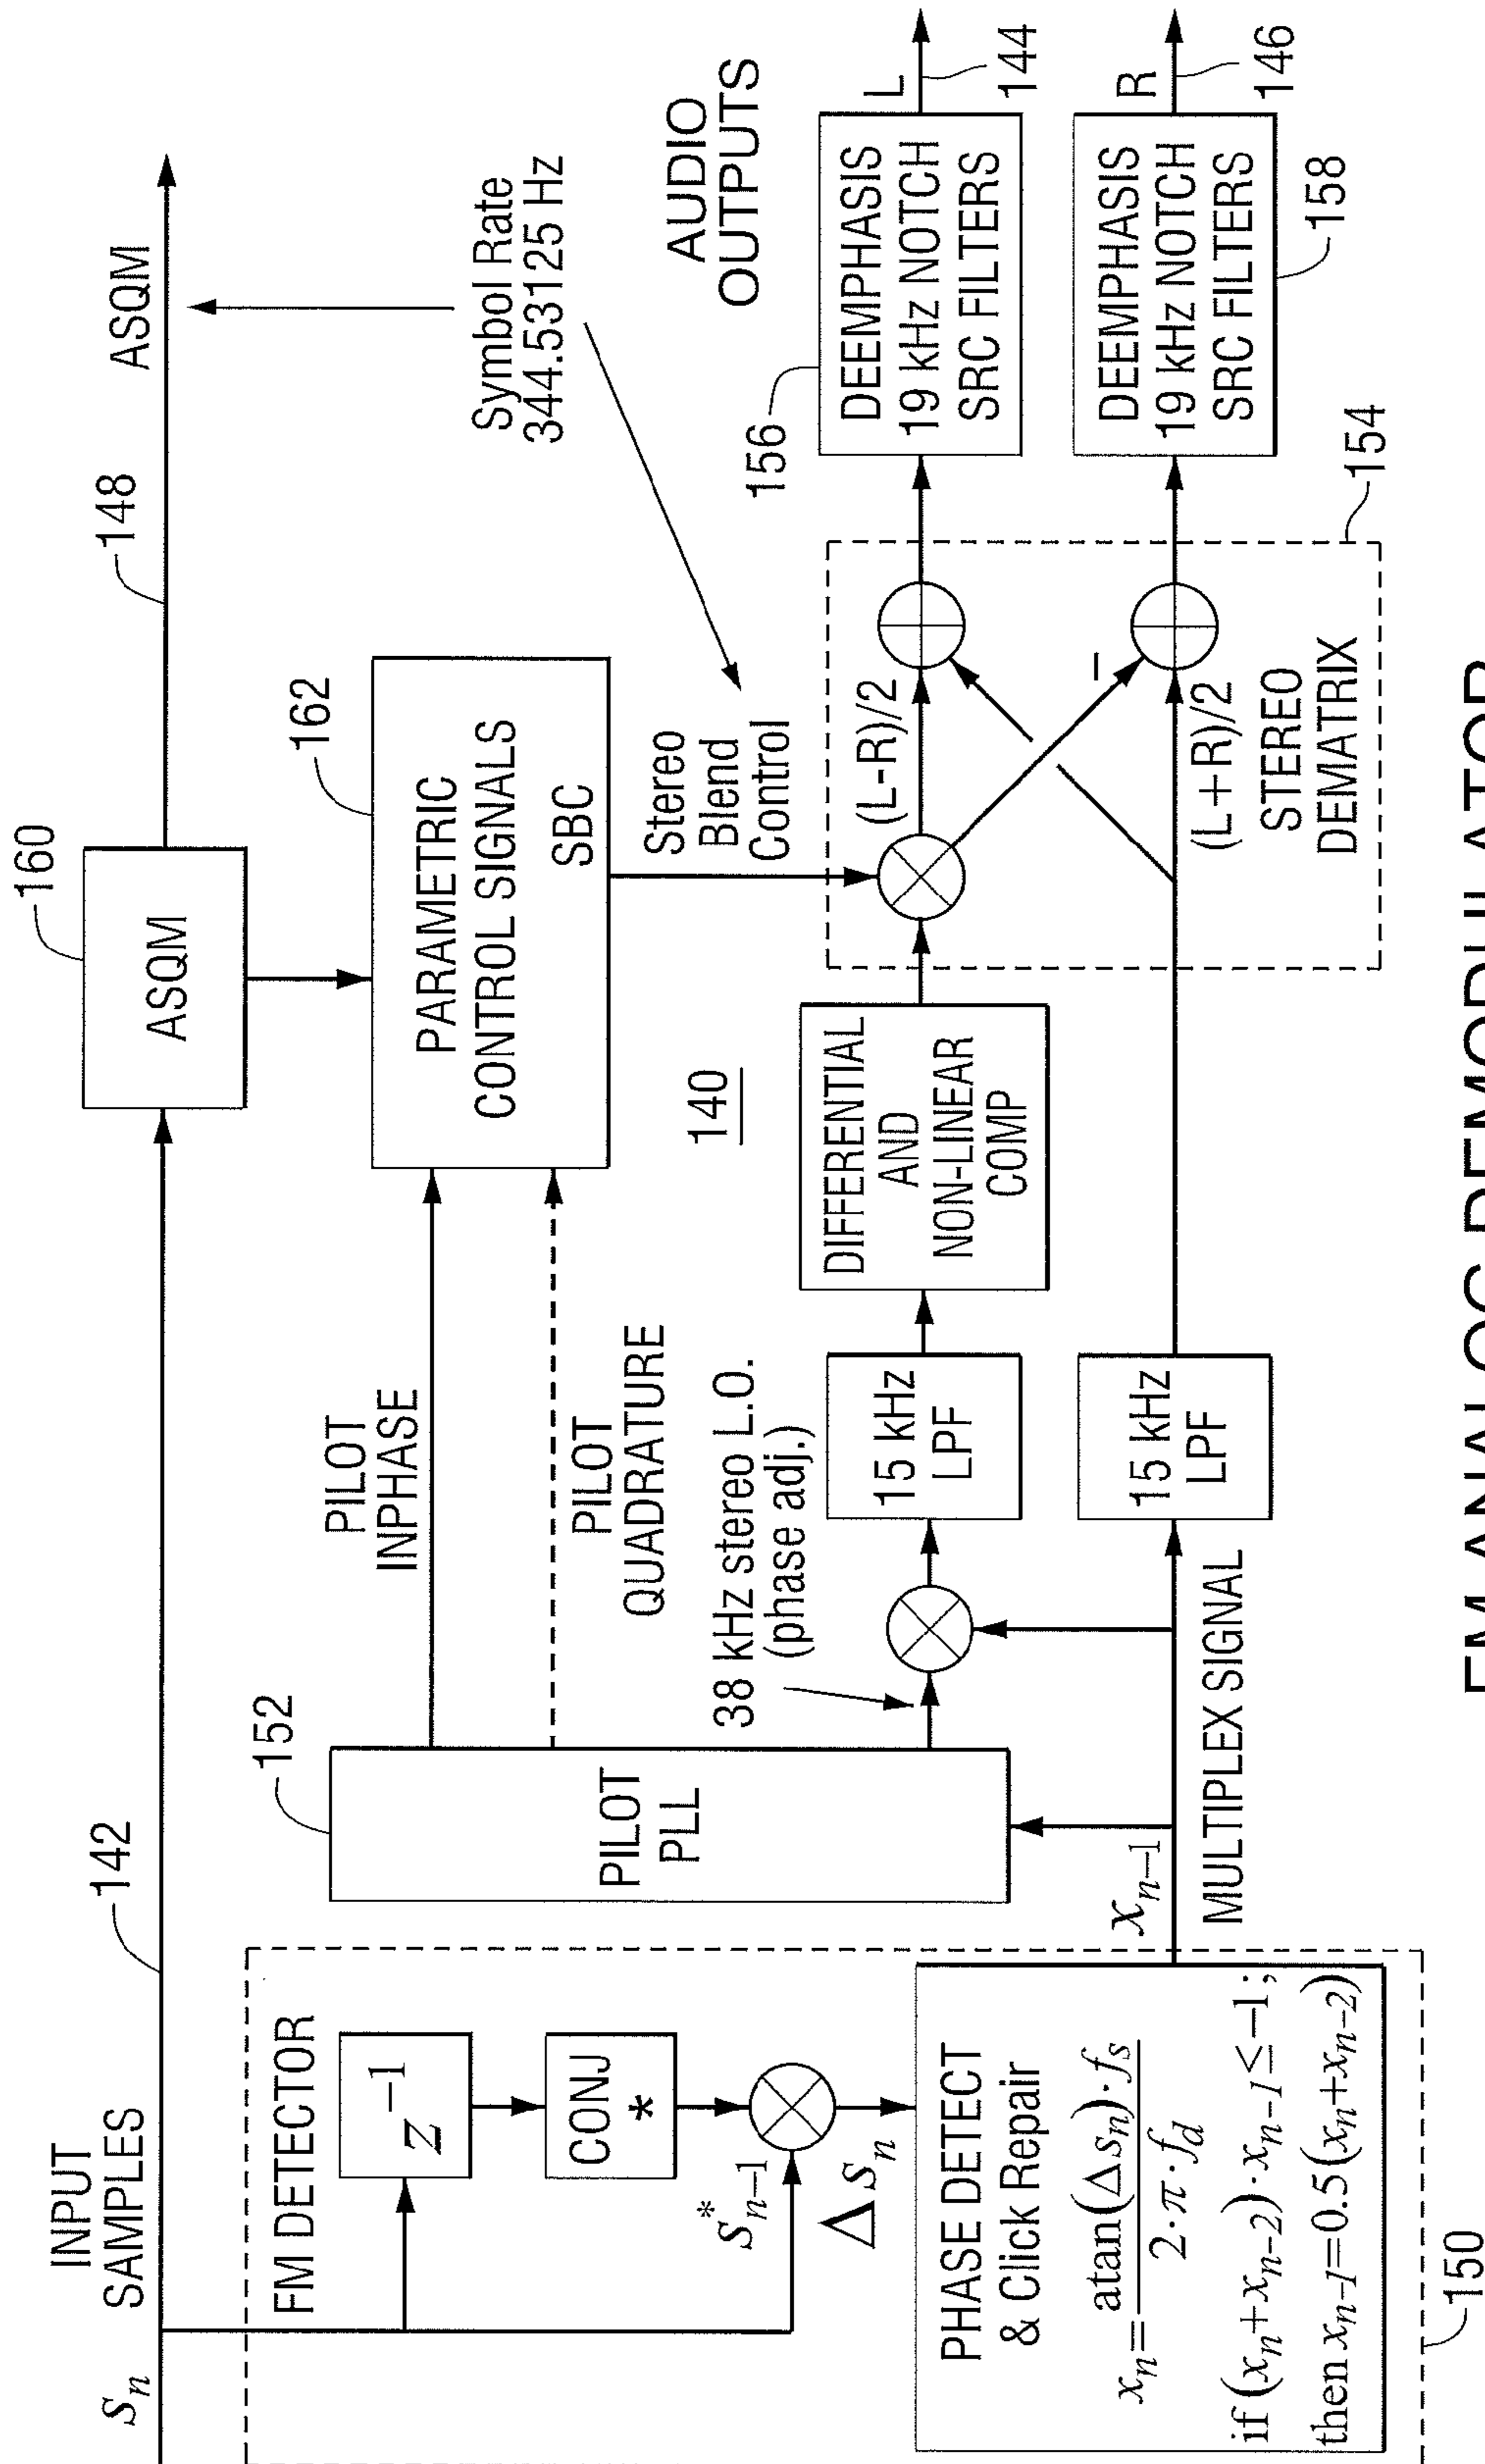 INPUT
SAMPLES
142
s_n
160
ASQM
148
ASQM
Symbol Rate
344.53125 Hz
FM DETECTOR
z^{-1}
CONJ
*
s^*_{n-1}
Δs_n
PHASE DETECT
& Click Repair
x_n = atan(Δs_n)·f_s / 2·π·f_d
if (x_n+x_{n-2})·x_{n-1}≤-1;
then x_{n-1}=0.5(x_n+x_{n-2})
150
152
PILOT
PLL
PILOT
INPHASE
PILOT
QUADRATURE
162
PARAMETRIC
CONTROL SIGNALS
SBC
Stereo
Blend
Control
140
38 kHz stereo L.O.
(phase adj.)
x_{n-1}
MULTIPLEX SIGNAL
15 kHz
LPF
15 kHz
LPF
DIFFERENTIAL
AND
NON-LINEAR
COMP
(L-R)/2
–
(L+R)/2
STEREO
DEMATRIX
154
AUDIO
OUTPUTS
156
DEEMPHASIS
19 kHz NOTCH
SRC FILTERS
L
144
DEEMPHASIS
19 kHz NOTCH
SRC FILTERS
158
R
146
FM ANALOG DEMODULATOR